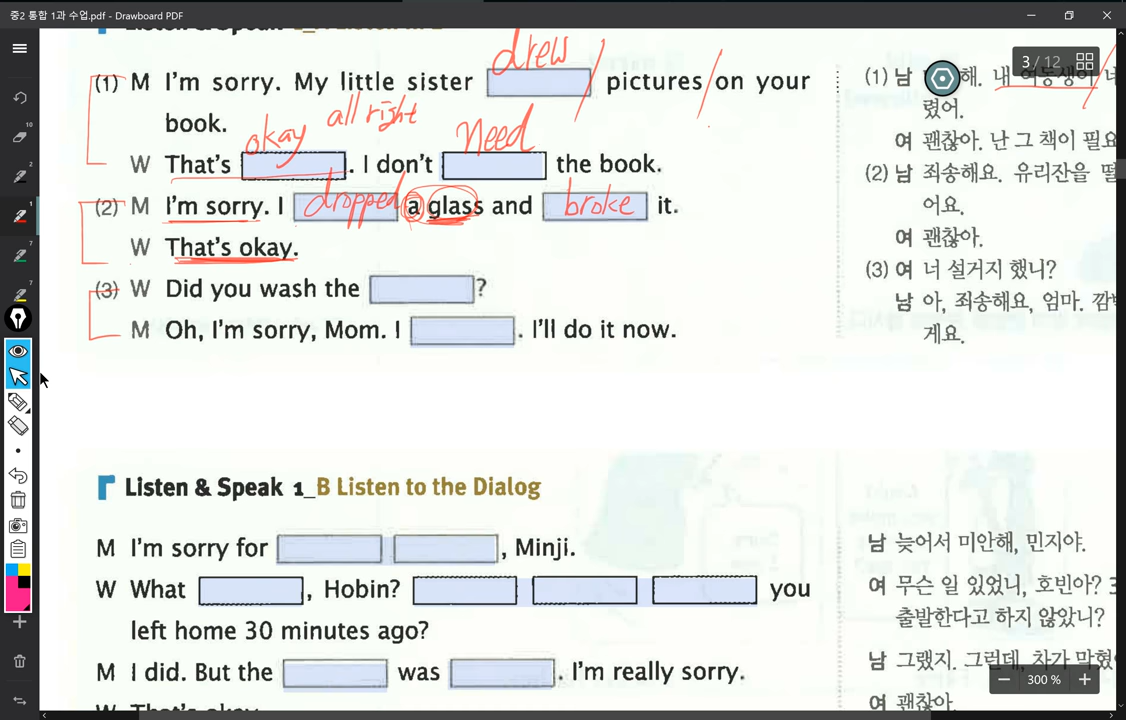 중2 통합 1과 수업.pdf - Drawboard PDF
3 / 12
drew
(1) M I'm sorry. My little sister pictures on your
book.
okay all right need
W That's . I don't the book.
(2) M I'm sorry. I dropped a glass and broke it.
W That's okay.
(3) W Did you wash the ?
M Oh, I'm sorry, Mom. I . I'll do it now.
(1) 남 해. 내 여동생이
렸어.
여 괜찮아. 난 그 책이 필요
(2) 남 죄송해요. 유리잔을 떨
어요.
여 괜찮아.
(3) 여 너 설거지 했니?
남 아, 죄송해요, 엄마. 깜
게요.
Listen & Speak 1_B Listen to the Dialog
M I'm sorry for , Minji.
W What , Hobin? you
left home 30 minutes ago?
M I did. But the was . I'm really sorry.
W That's okay.
남 늦어서 미안해, 민지야.
여 무슨 일 있었니, 호빈아? 3
출발한다고 하지 않았니?
남 그랬지. 그런데, 차가 막혔
여 괜찮아.
300 %